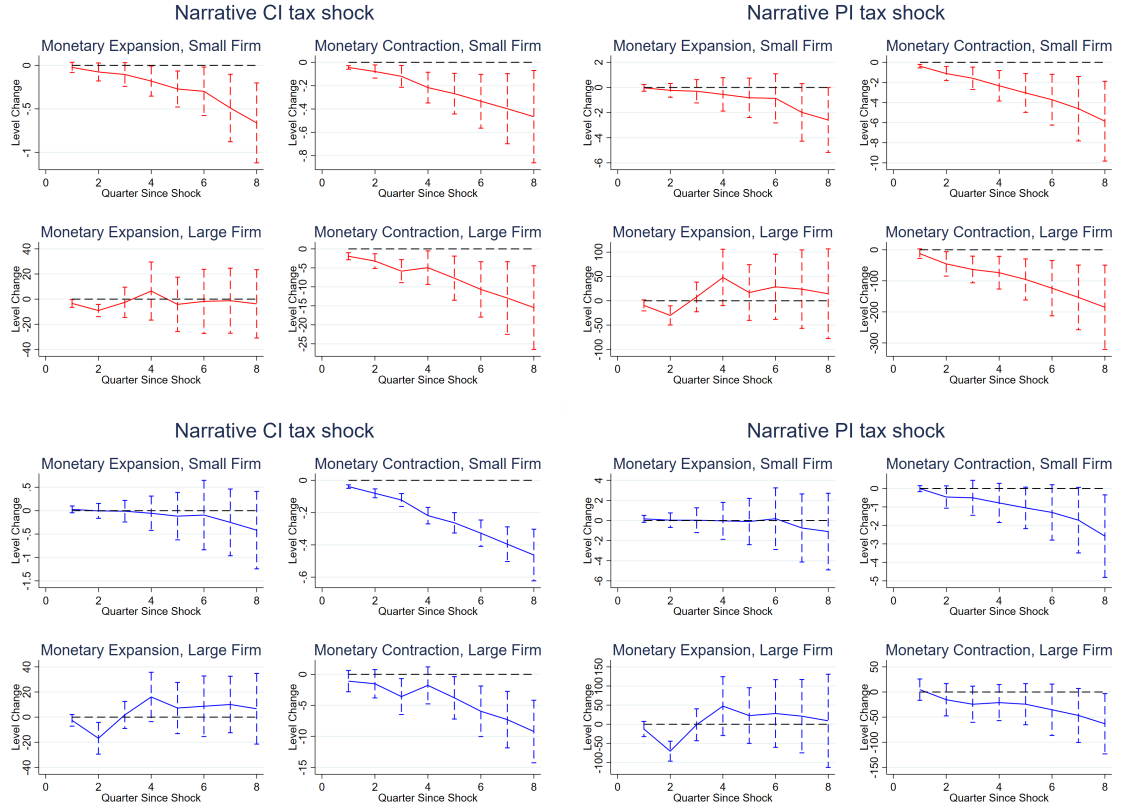 Narrative CI tax shock
Narrative PI tax shock
Monetary Expansion, Small Firm
Level Change
0
-.5
-1
0 2 4 6 8
Quarter Since Shock
Monetary Contraction, Small Firm
Level Change
0
-.2
-.4
-.6
-.8
0 2 4 6 8
Quarter Since Shock
Monetary Expansion, Small Firm
Level Change
2
0
-2
-4
-6
0 2 4 6 8
Quarter Since Shock
Monetary Contraction, Small Firm
Level Change
0
-2
-4
-6
-8
-10
0 2 4 6 8
Quarter Since Shock
Monetary Expansion, Large Firm
Level Change
40
20
0
-20
-40
0 2 4 6 8
Quarter Since Shock
Monetary Contraction, Large Firm
Level Change
0
-5
-10
-15
-20
-25
0 2 4 6 8
Quarter Since Shock
Monetary Expansion, Large Firm
Level Change
100
50
0
-50
-100
0 2 4 6 8
Quarter Since Shock
Monetary Contraction, Large Firm
Level Change
0
-100
-200
-300
0 2 4 6 8
Quarter Since Shock
Narrative CI tax shock
Narrative PI tax shock
Monetary Expansion, Small Firm
Level Change
.5
0
-.5
-1
-1.5
0 2 4 6 8
Quarter Since Shock
Monetary Contraction, Small Firm
Level Change
0
-.2
-.4
-.6
0 2 4 6 8
Quarter Since Shock
Monetary Expansion, Small Firm
Level Change
4
2
0
-2
-4
-6
0 2 4 6 8
Quarter Since Shock
Monetary Contraction, Small Firm
Level Change
0
-1
-2
-3
-4
-5
0 2 4 6 8
Quarter Since Shock
Monetary Expansion, Large Firm
Level Change
40
20
0
-20
-40
0 2 4 6 8
Quarter Since Shock
Monetary Contraction, Large Firm
Level Change
0
-5
-10
-15
0 2 4 6 8
Quarter Since Shock
Monetary Expansion, Large Firm
Level Change
150
100
50
0
-50
-100
0 2 4 6 8
Quarter Since Shock
Monetary Contraction, Large Firm
Level Change
50
0
-50
-100
-150
0 2 4 6 8
Quarter Since Shock